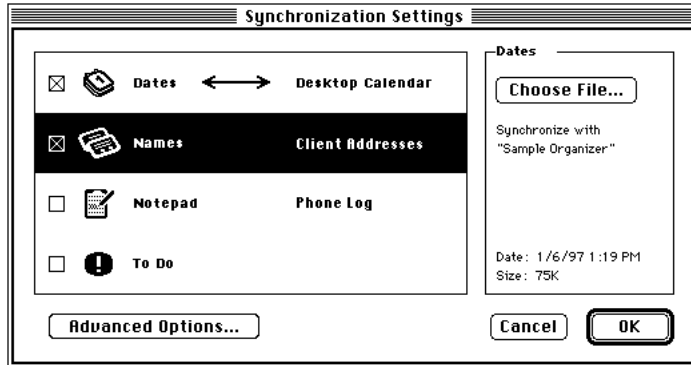 Synchronization Settings
Dates Desktop Calendar
Names Client Addresses
Notepad Phone Log
To Do
Dates
Choose File...
Synchronize with
"Sample Organizer"
Date: 1/6/97 1:19 PM
Size: 75K
Advanced Options...
Cancel
OK